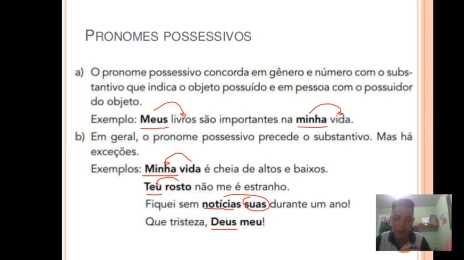 PRONOMES POSSESSIVOS
a) O pronome possessivo concorda em gênero e número com o subs-
tantivo que indica o objeto possuído e em pessoa com o possuidor
do objeto.
Exemplo: Meus livros são importantes na minha vida.
b) Em geral, o pronome possessivo precede o substantivo. Mas há
exceções.
Exemplos: Minha vida é cheia de altos e baixos.
Teu rosto não me é estranho.
Fiquei sem notícias suas durante um ano!
Que tristeza, Deus meu!